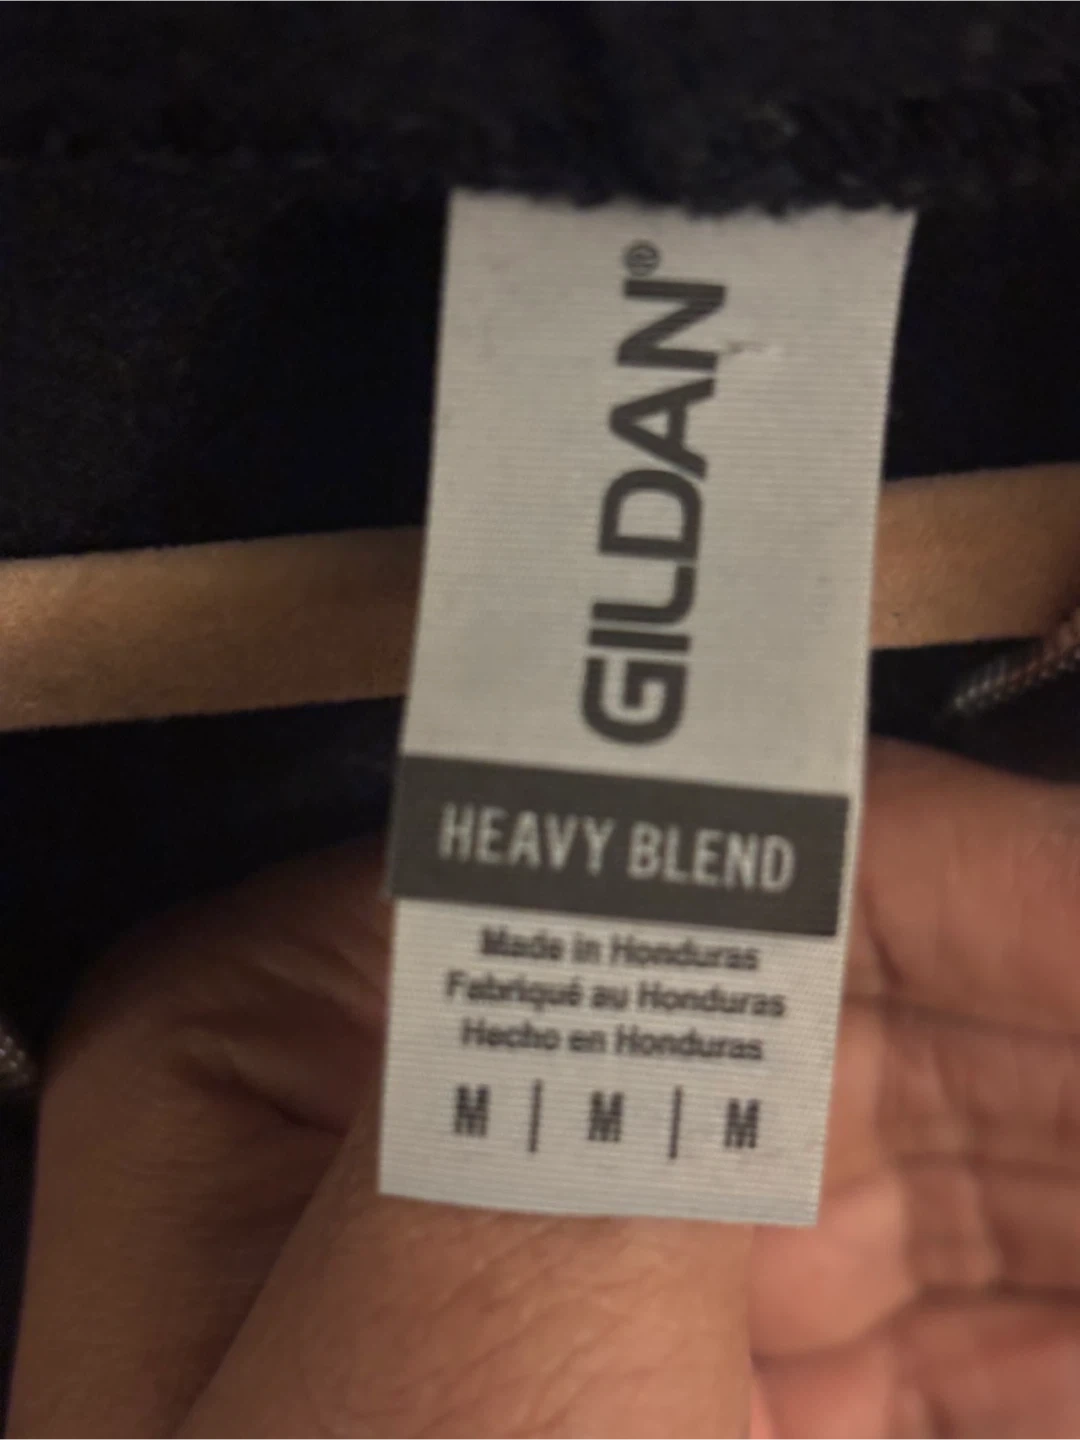 GILDAN®
HEAVY BLEND
Made in Honduras
Fabriqué au Honduras
Hecho en Honduras
M | M | M